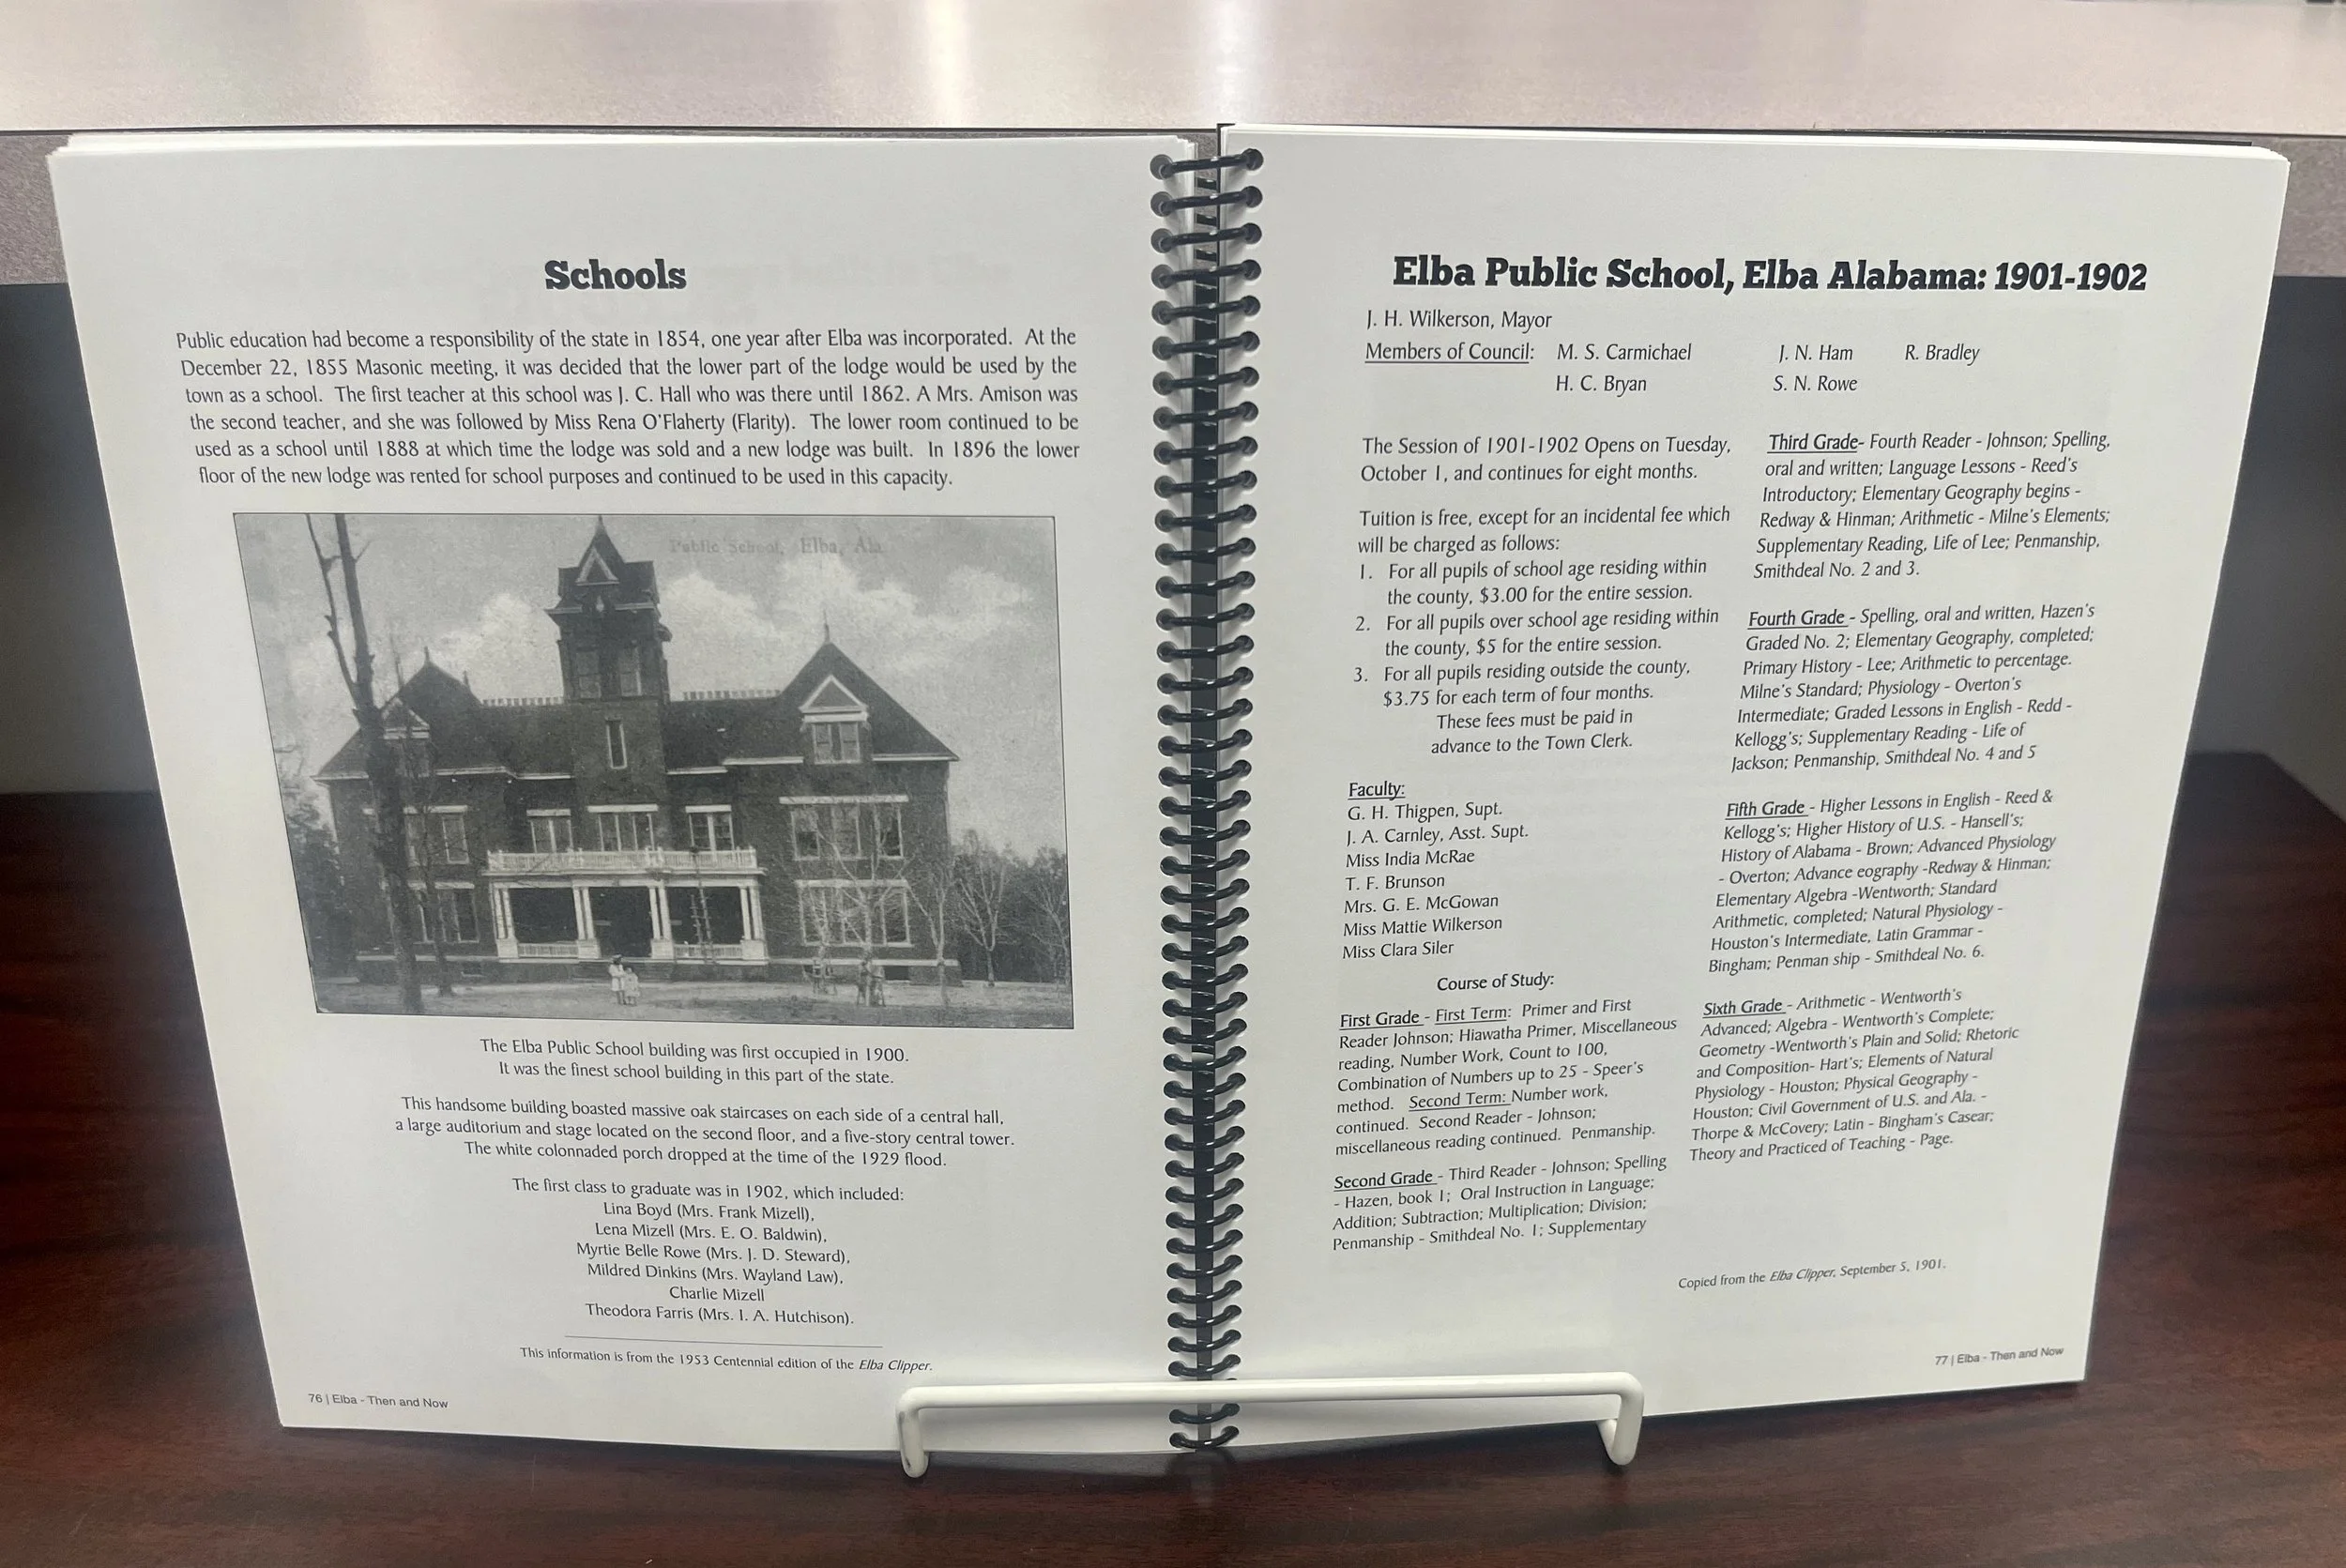 Schools
Public education had become a responsibility of the state in 1854, one year after Elba was incorporated. At the
December 22, 1855 Masonic meeting, it was decided that the lower part of the lodge would be used by the
town as a school. The first teacher at this school was J. C. Hall who was there until 1862. A Mrs. Amison was
the second teacher, and she was followed by Miss Rena O'Flaherty (Flarity). The lower room continued to be
used as a school until 1888 at which time the lodge was sold and a new lodge was built. In 1896 the lower
floor of the new lodge was rented for school purposes and continued to be used in this capacity.
Public School, Elba, Ala
The Elba Public School building was first occupied in 1900.
It was the finest school building in this part of the state.
This handsome building boasted massive oak staircases on each side of a central hall,
a large auditorium and stage located on the second floor, and a five-story central tower.
The white colonnaded porch dropped at the time of the 1929 flood.
The first class to graduate was in 1902, which included:
Lina Boyd (Mrs. Frank Mizell),
Lena Mizell (Mrs. E. O. Baldwin),
Myrtie Belle Rowe (Mrs. J. D. Steward),
Mildred Dinkins (Mrs. Wayland Law),
Charlie Mizell
Theodora Farris (Mrs. I. A. Hutchison).
This information is from the 1953 Centennial edition of the Elba Clipper.
76 | Elba - Then and Now
Elba Public School, Elba Alabama: 1901-1902
J. H. Wilkerson, Mayor
Members of Council: M. S. Carmichael J. N. Ham R. Bradley
H. C. Bryan S. N. Rowe
The Session of 1901-1902 Opens on Tuesday,
October 1, and continues for eight months.
Tuition is free, except for an incidental fee which
will be charged as follows:
1. For all pupils of school age residing within
the county, $3.00 for the entire session.
2. For all pupils over school age residing within
the county, $5 for the entire session.
3. For all pupils residing outside the county,
$3.75 for each term of four months.
These fees must be paid in
advance to the Town Clerk.
Faculty:
G. H. Thigpen, Supt.
J. A. Carnley, Asst. Supt.
Miss India McRae
T. F. Brunson
Mrs. G. E. McGowan
Miss Mattie Wilkerson
Miss Clara Siler
Course of Study:
First Grade - First Term: Primer and First
Reader Johnson; Hiawatha Primer, Miscellaneous
reading, Number Work, Count to 100,
Combination of Numbers up to 25 - Speer's
method. Second Term: Number work,
continued. Second Reader - Johnson;
miscellaneous reading continued. Penmanship.
Second Grade - Third Reader - Johnson; Spelling
- Hazen, book 1; Oral Instruction in Language;
Addition; Subtraction; Multiplication; Division;
Penmanship - Smithdeal No. 1; Supplementary
Third Grade- Fourth Reader - Johnson; Spelling,
oral and written; Language Lessons - Reed's
Introductory; Elementary Geography begins -
Redway & Hinman; Arithmetic - Milne's Elements;
Supplementary Reading, Life of Lee; Penmanship,
Smithdeal No. 2 and 3.
Fourth Grade - Spelling, oral and written, Hazen's
Graded No. 2; Elementary Geography, completed;
Primary History - Lee; Arithmetic to percentage.
Milne's Standard; Physiology - Overton's
Intermediate; Graded Lessons in English - Redd -
Kellogg's; Supplementary Reading - Life of
Jackson; Penmanship, Smithdeal No. 4 and 5
Fifth Grade - Higher Lessons in English - Reed &
Kellogg's; Higher History of U.S. - Hansell's;
History of Alabama - Brown; Advanced Physiology
- Overton; Advance eography -Redway & Hinman;
Elementary Algebra -Wentworth; Standard
Arithmetic, completed; Natural Physiology -
Houston's Intermediate, Latin Grammar -
Bingham; Penman ship - Smithdeal No. 6.
Sixth Grade - Arithmetic - Wentworth's
Advanced; Algebra - Wentworth's Complete;
Geometry -Wentworth's Plain and Solid; Rhetoric
and Composition- Hart's; Elements of Natural
Physiology - Houston; Physical Geography -
Houston; Civil Government of U.S. and Ala. -
Thorpe & McCovery; Latin - Bingham's Casear;
Theory and Practiced of Teaching - Page.
Copied from the Elba Clipper, September 5, 1901.
77 | Elba - Then and Now